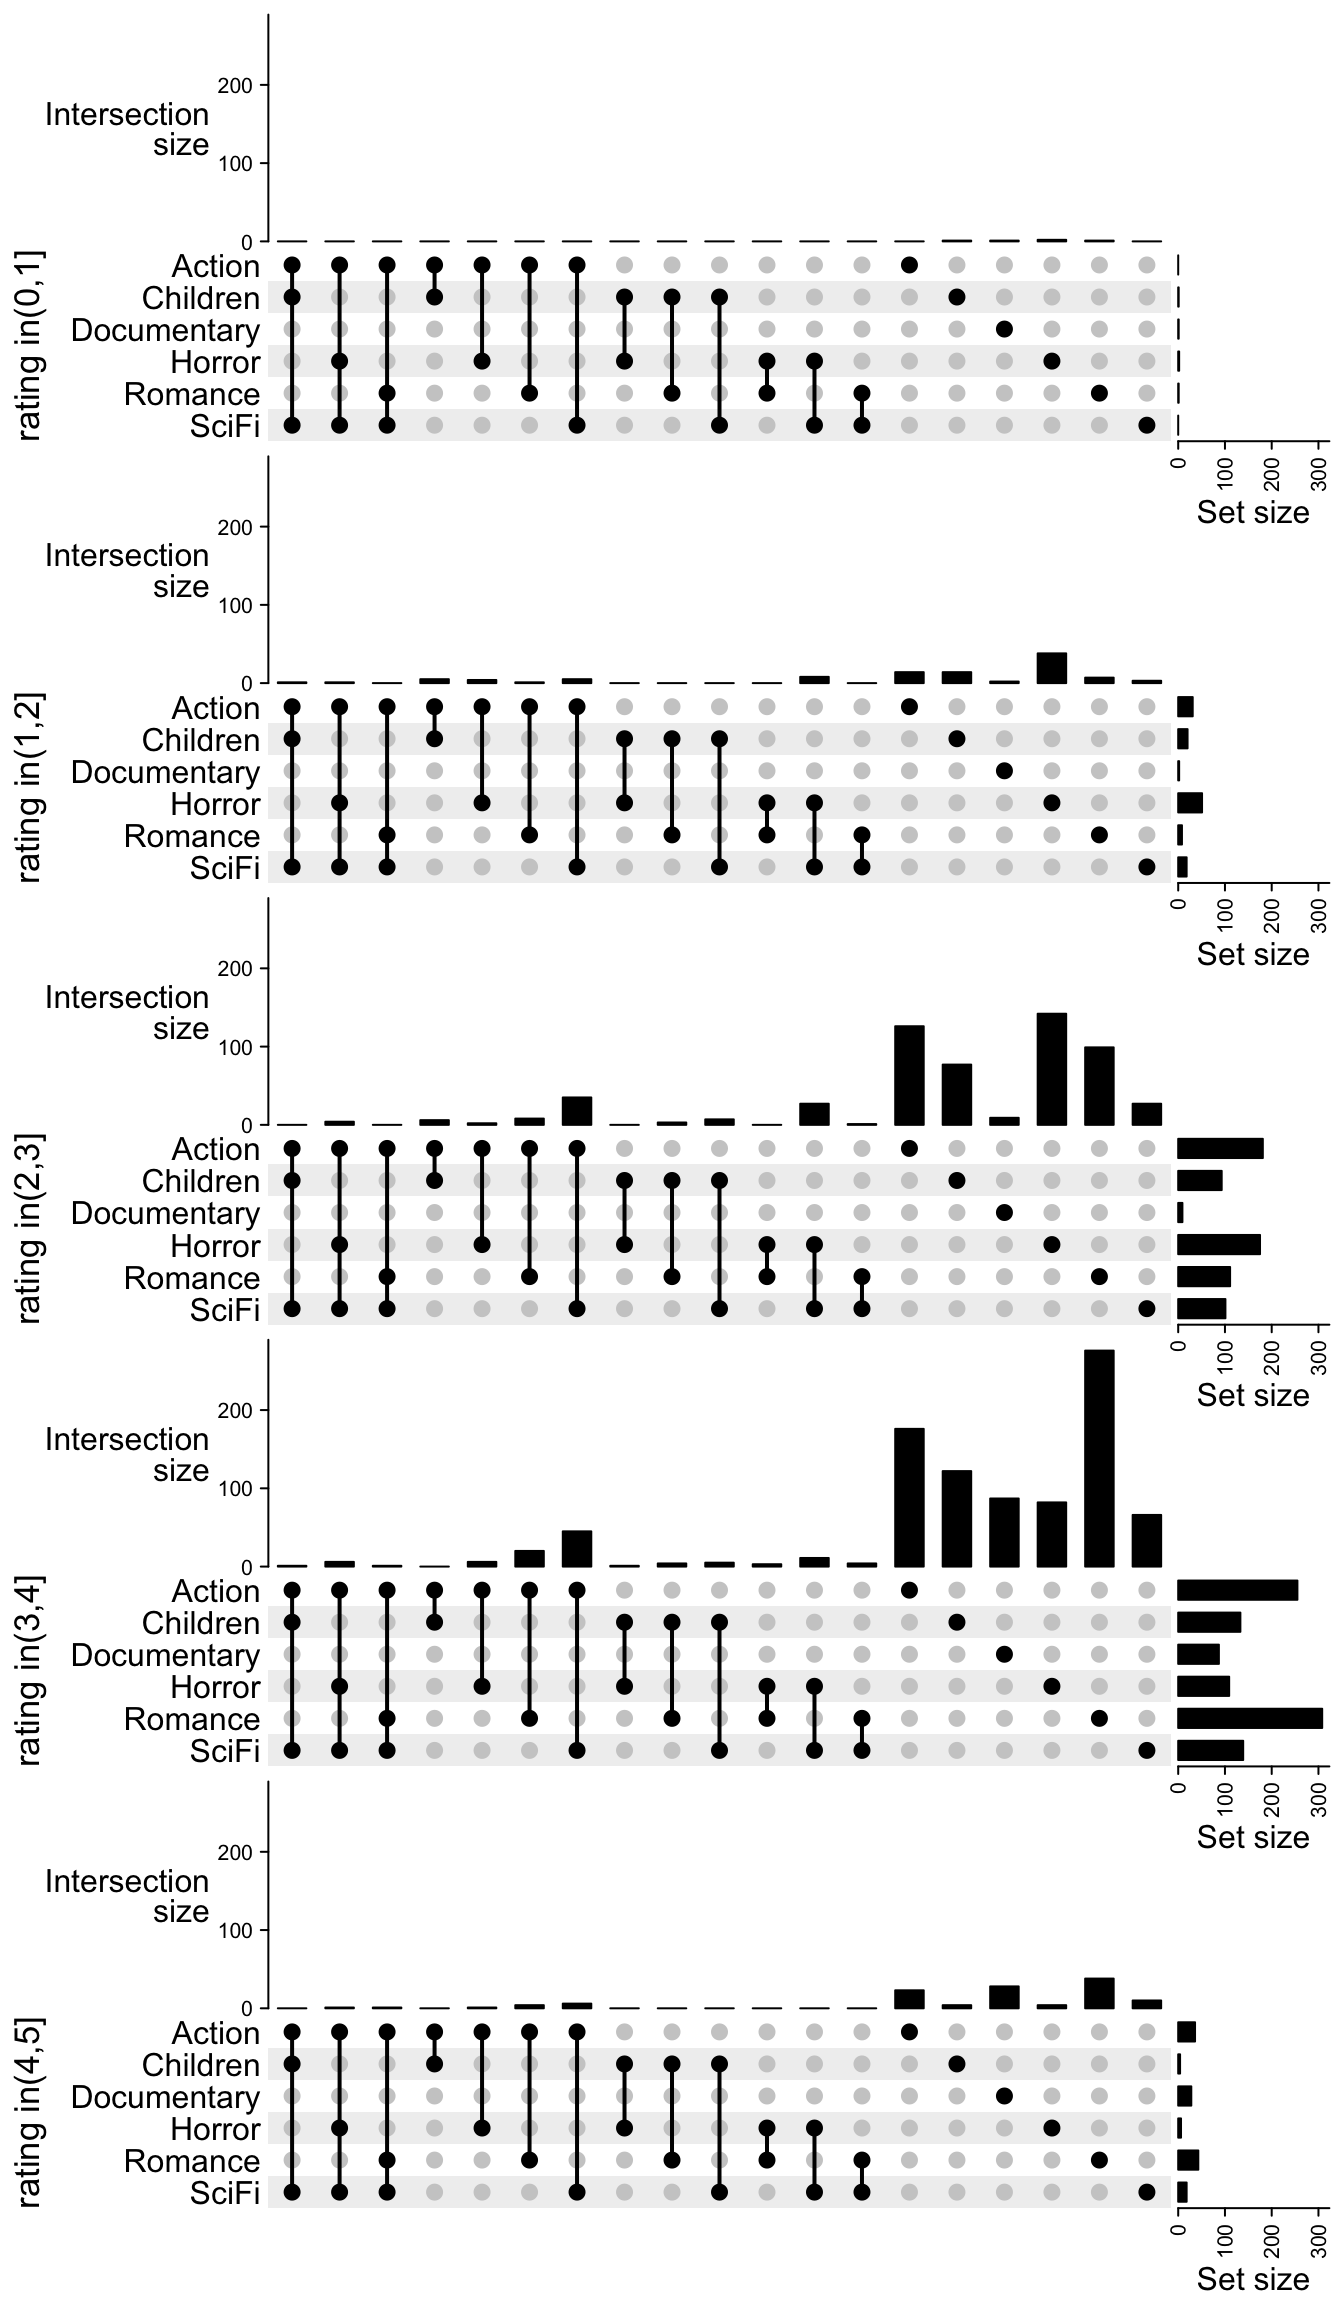 200
Intersection
size
100
0
rating in(0,1]
Action
Children
Documentary
Horror
Romance
SciFi
0 100 200 300
Set size
200
Intersection
size
100
0
rating in(1,2]
Action
Children
Documentary
Horror
Romance
SciFi
0 100 200 300
Set size
200
Intersection
size
100
0
rating in(2,3]
Action
Children
Documentary
Horror
Romance
SciFi
0 100 200 300
Set size
200
Intersection
size
100
0
rating in(3,4]
Action
Children
Documentary
Horror
Romance
SciFi
0 100 200 300
Set size
200
Intersection
size
100
0
rating in(4,5]
Action
Children
Documentary
Horror
Romance
SciFi
0 100 200 300
Set size